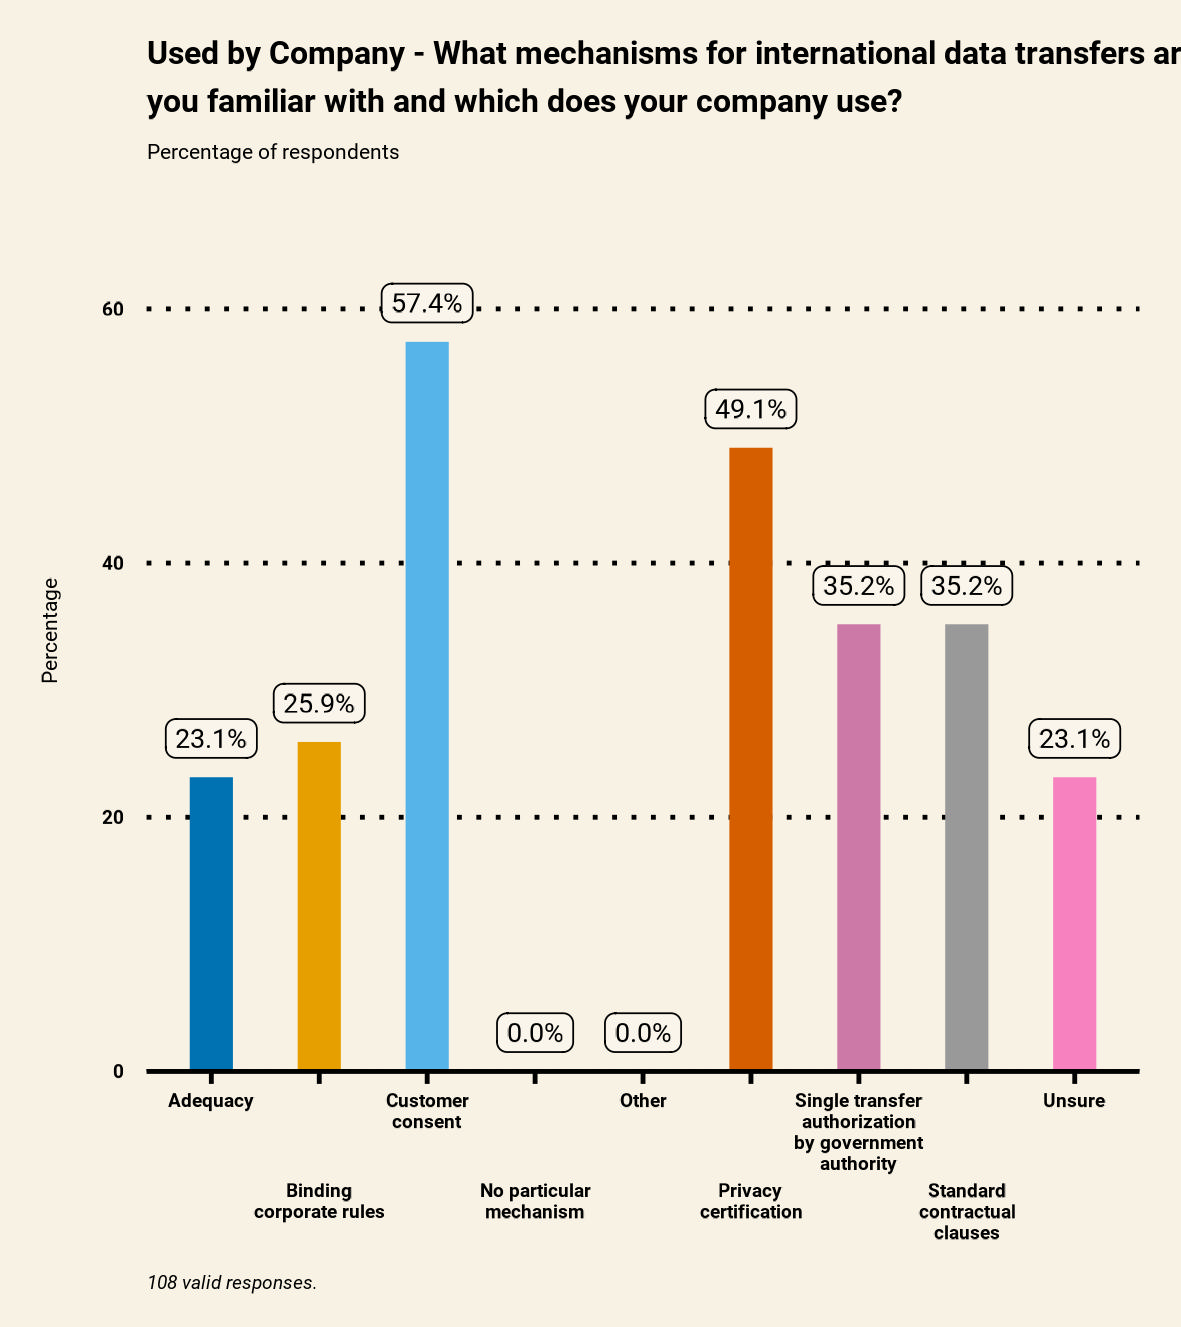 Used by Company - What mechanisms for international data transfers
you familiar with and which does your company use?
Percentage of respondents
Percentage
60
40
20
0
57.4%
49.1%
35.2% 35.2%
25.9%
23.1%
23.1%
0.0% 0.0%
Adequacy
Binding
corporate rules
Customer
consent
No particular
mechanism
Other
Privacy
certification
Single transfer
authorization
by government
authority
Standard
contractual
clauses
Unsure
108 valid responses.